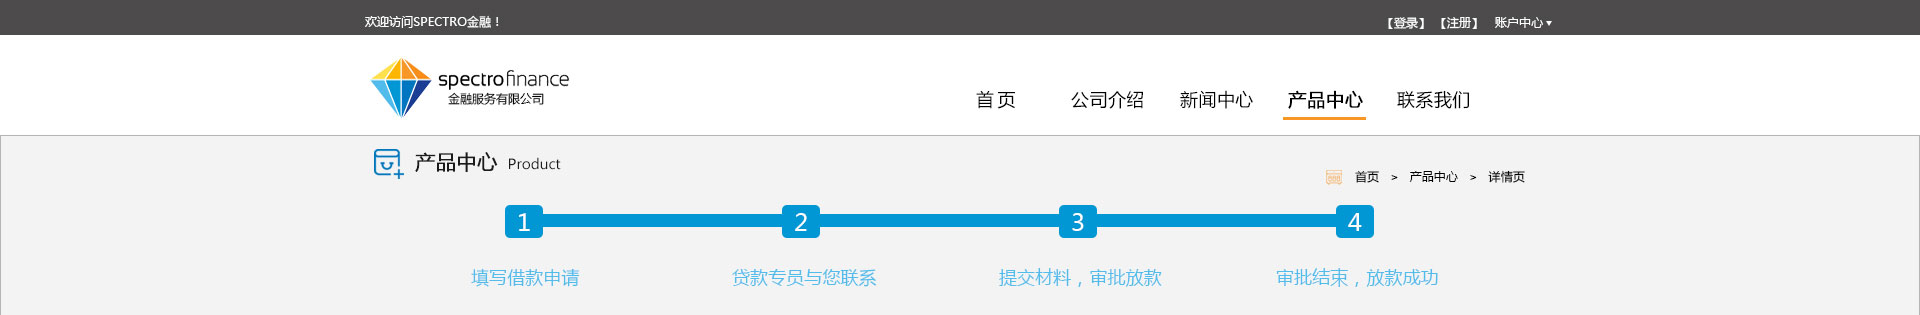 欢迎访问SPECTRO金融！
【登录】 【注册】 账户中心
spectrofinance
金融服务有限公司
首页 公司介绍 新闻中心 产品中心 联系我们
产品中心 Product
首页 > 产品中心 > 详情页
1 2 3 4
填写借款申请 贷款专员与您联系 提交材料，审批放款 审批结束，放款成功